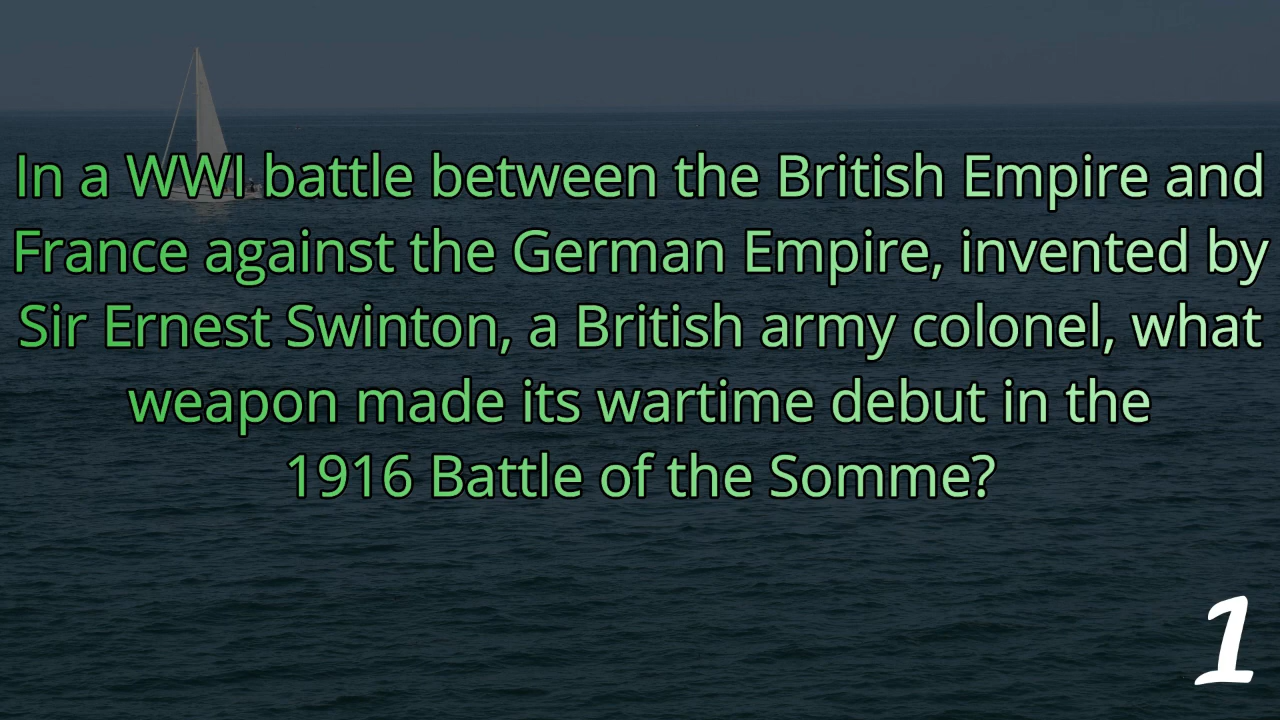 In a WWI battle between the British Empire and
France against the German Empire, invented by
Sir Ernest Swinton, a British army colonel, what
weapon made its wartime debut in the
1916 Battle of the Somme?
1